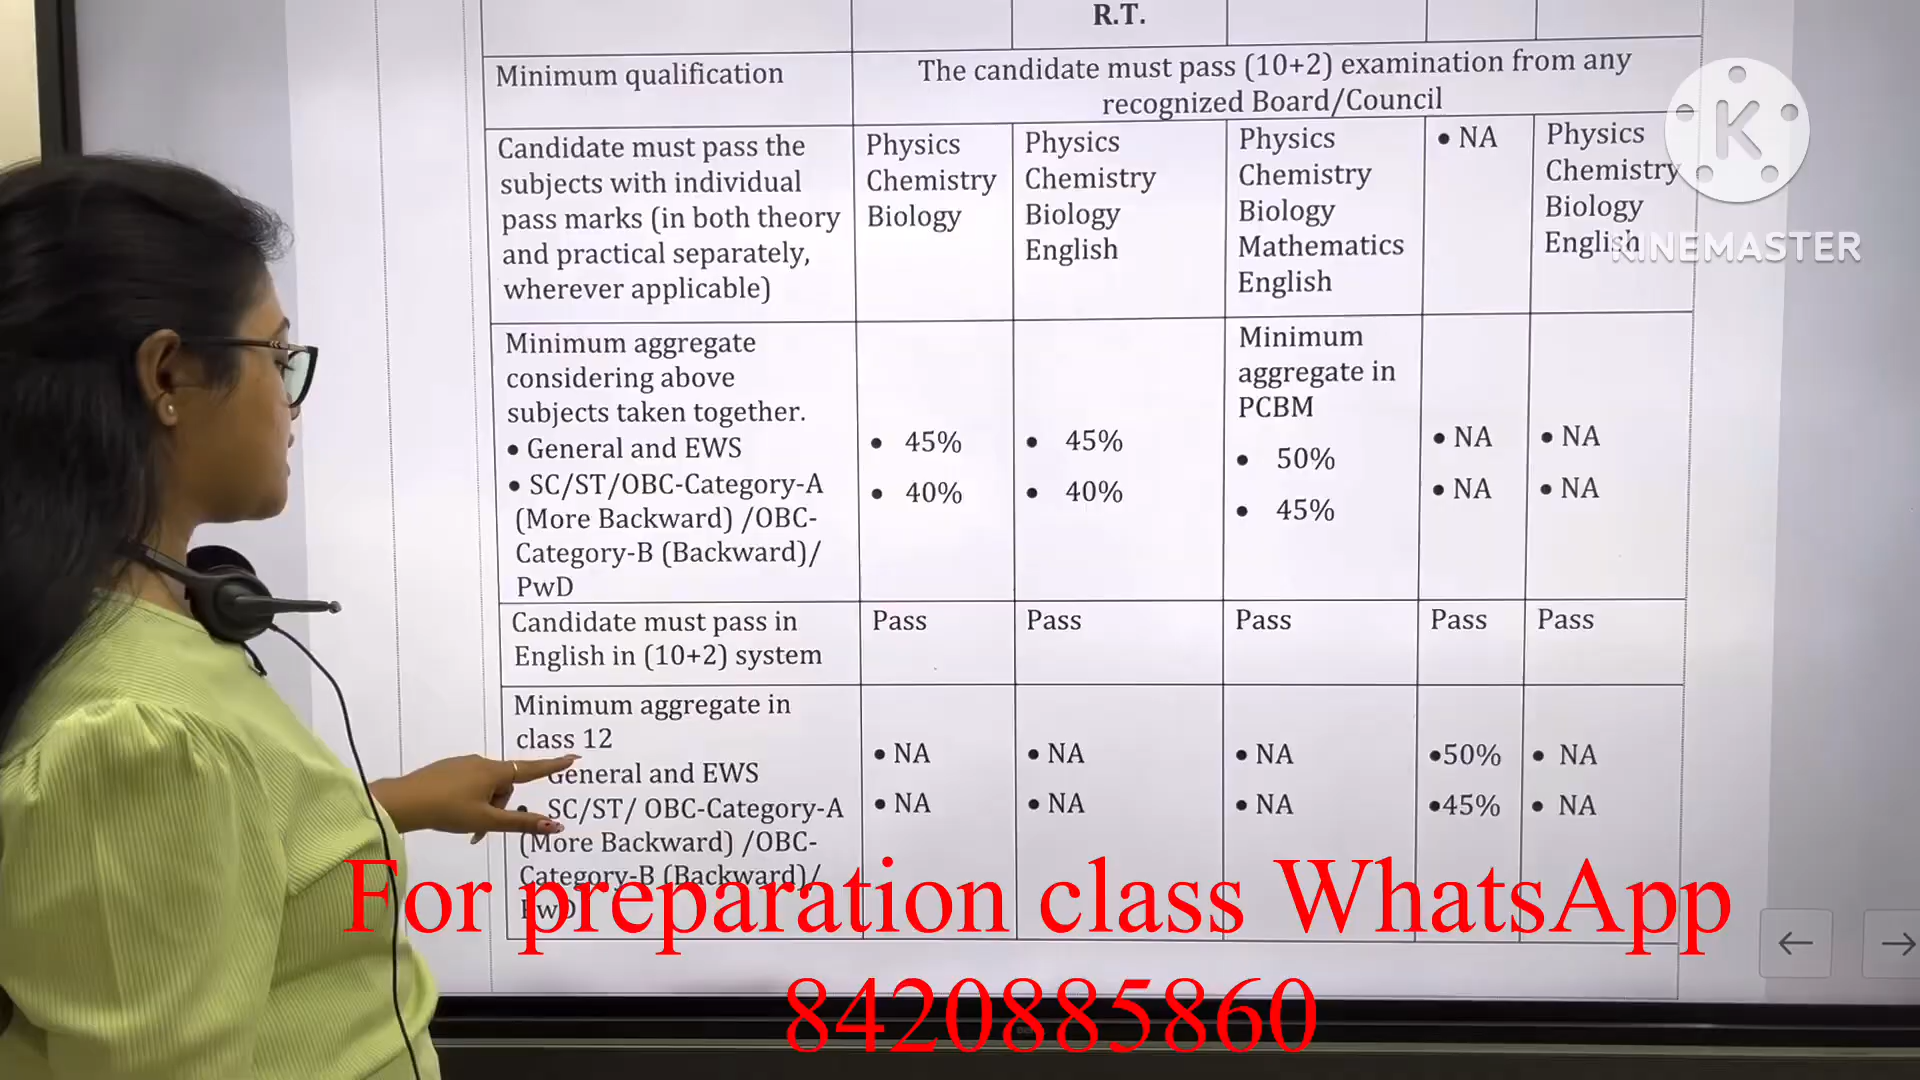 R.T.
Minimum qualification
The candidate must pass (10+2) examination from any
recognized Board/Council
Candidate must pass the
subjects with individual
pass marks (in both theory
and practical separately,
wherever applicable)
Physics
Chemistry
Biology
Physics
Chemistry
Biology
English
Physics
Chemistry
Biology
Mathematics
English
• NA
Physics
Chemistry
Biology
English
K
KINEMASTER
Minimum aggregate
considering above
subjects taken together.
• General and EWS
• SC/ST/OBC-Category-A
(More Backward) /OBC-
Category-B (Backward)/
PwD
• 45%
• 40%
• 45%
• 40%
Minimum
aggregate in
PCBM
• 50%
• 45%
• NA
• NA
• NA
• NA
Candidate must pass in
English in (10+2) system
Pass
Pass
Pass
Pass
Pass
Minimum aggregate in
class 12
General and EWS
• SC/ST/ OBC-Category-A
(More Backward) /OBC-
Category-B (Backward)/
PwD
• NA
• NA
• NA
• NA
• NA
• NA
•50%
•45%
• NA
• NA
For preparation class WhatsApp
8420885860